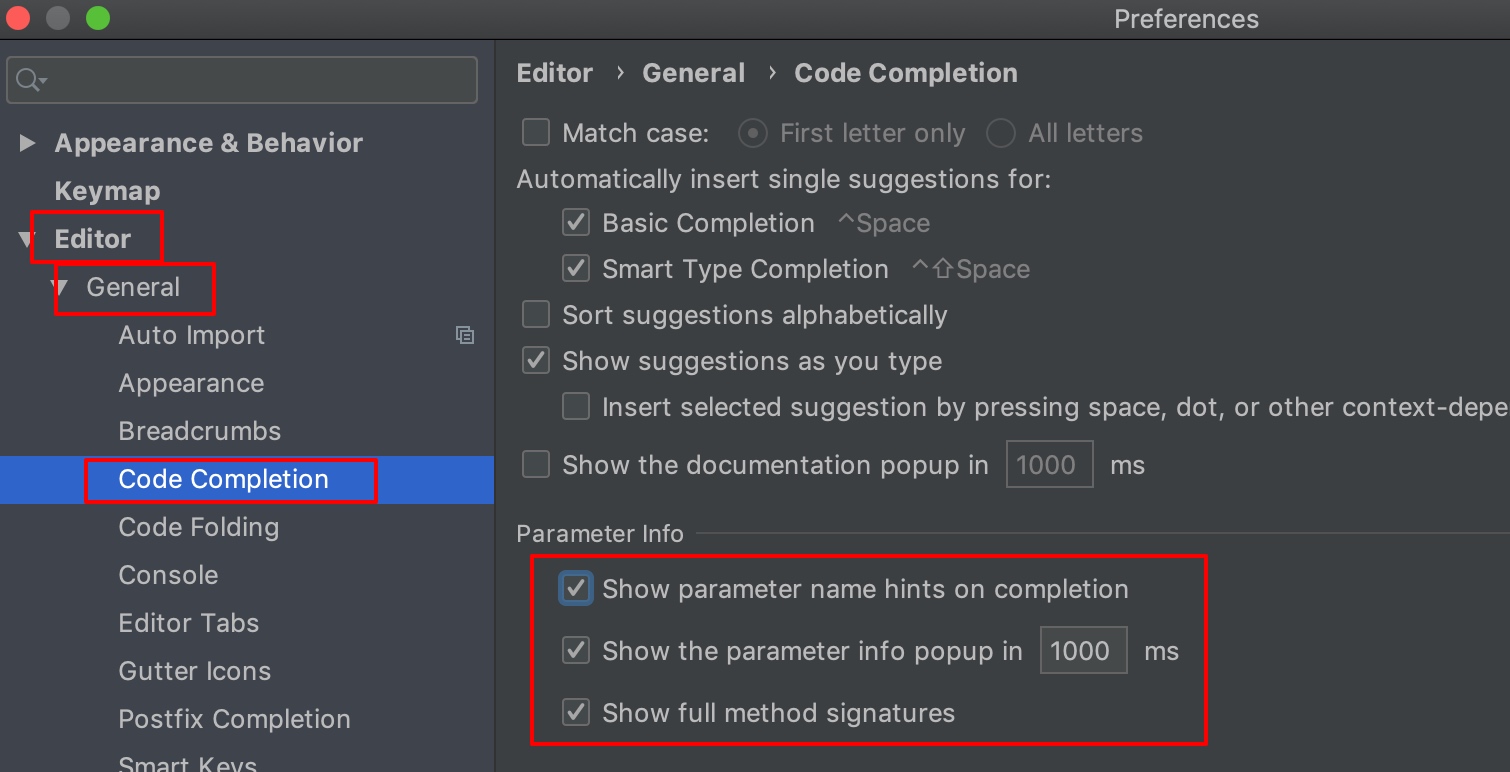 Preferences
Appearance & Behavior
Keymap
Editor
General
Auto Import
Appearance
Breadcrumbs
Code Completion
Code Folding
Console
Editor Tabs
Gutter Icons
Postfix Completion
Smart Keys
Editor › General › Code Completion
Match case: First letter only All letters
Automatically insert single suggestions for:
Basic Completion ^Space
Smart Type Completion ^⇧Space
Sort suggestions alphabetically
Show suggestions as you type
Insert selected suggestion by pressing space, dot, or other context-depe
Show the documentation popup in 1000 ms
Parameter Info
Show parameter name hints on completion
Show the parameter info popup in 1000 ms
Show full method signatures